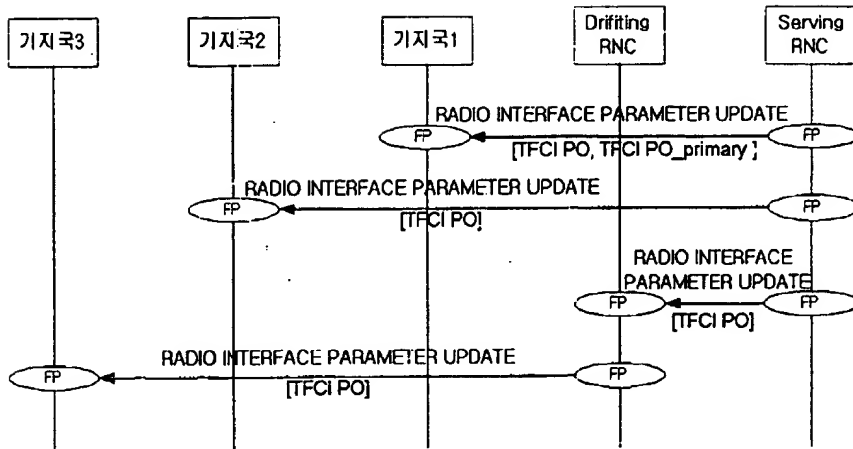 기지국3
기지국2
기지국1
Drifiting
RNC
Serving
RNC
RADIO INTERFACE PARAMETER UPDATE
FP
FP
[TFCI PO, TFCI PO_primary ]
RADIO INTERFACE PARAMETER UPDATE
FP
FP
[TFCI PO]
RADIO INTERFACE
PARAMETER UPDATE
FP
FP
[TFCI PO]
RADIO INTERFACE PARAMETER UPDATE
FP
FP
[TFCI PO]